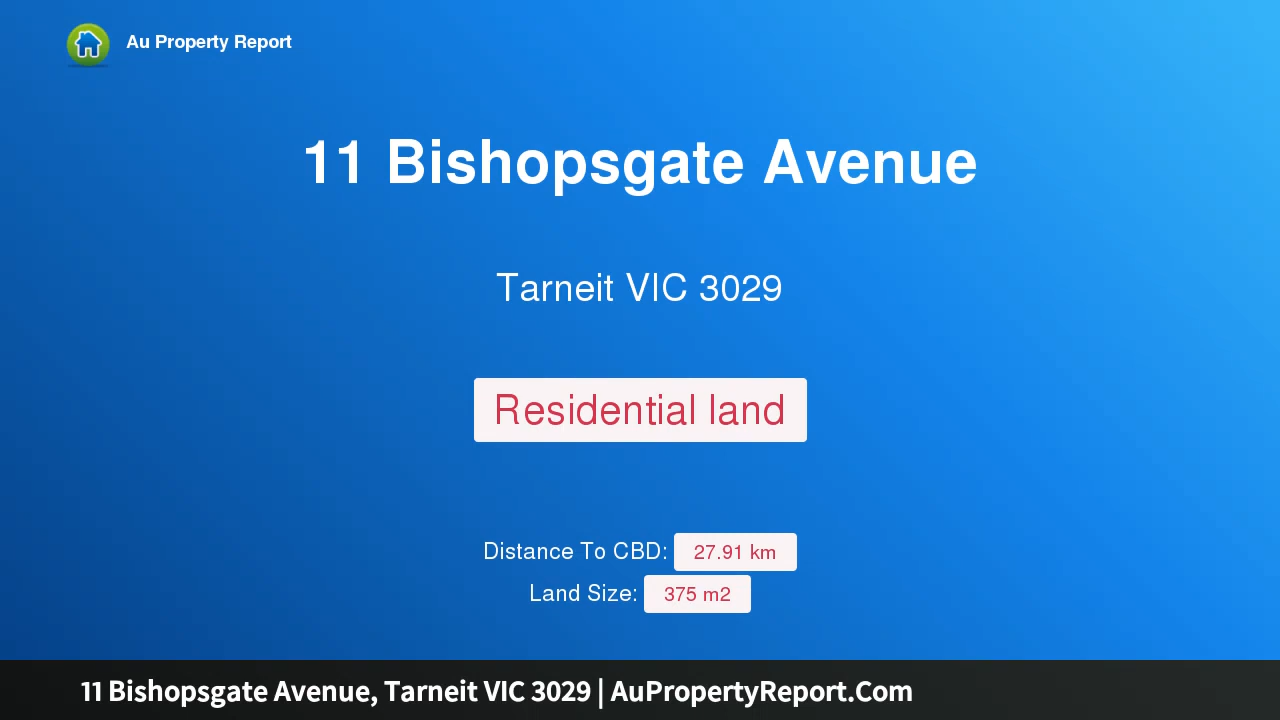 Au Property Report
11 Bishopsgate Avenue
Tarneit VIC 3029
Residential land
Distance To CBD: 27.91 km
Land Size: 375 m2
11 Bishopsgate Avenue, Tarneit VIC 3029 | AuPropertyReport.Com